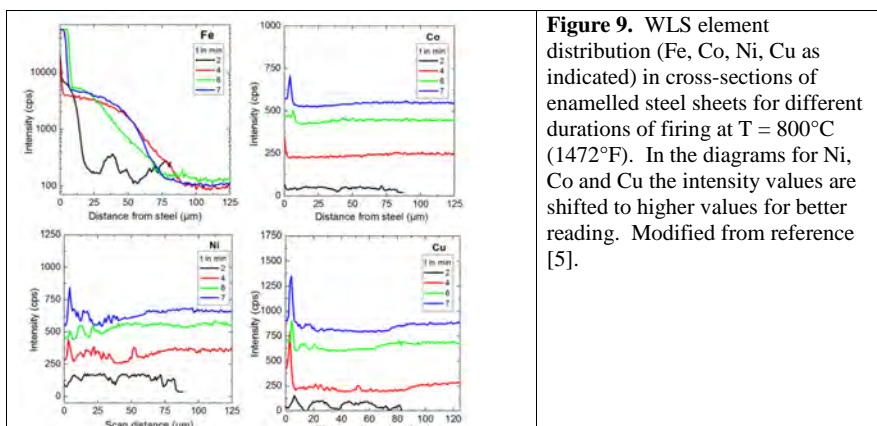 Fe
t in min
2
4
6
7
10000
1000
100
Intensity (cps)
0 25 50 75 100 125
Distance from steel (µm)
Co
t in min
2
4
6
7
1000
750
500
250
0
Intensity (cps)
0 25 50 75 100 125
Distance from steel (µm)
Ni
t in min
2
4
6
7
1250
1000
750
500
250
0
Intensity (cps)
0 25 50 75 100 125
Scan distance (µm)
Cu
t in min
2
4
6
7
1750
1500
1250
1000
750
500
250
0
Intensity (cps)
0 20 40 60 80 100 120
Figure 9. WLS element
distribution (Fe, Co, Ni, Cu as
indicated) in cross-sections of
enamelled steel sheets for different
durations of firing at T = 800°C
(1472°F). In the diagrams for Ni,
Co and Cu the intensity values are
shifted to higher values for better
reading. Modified from reference
[5].